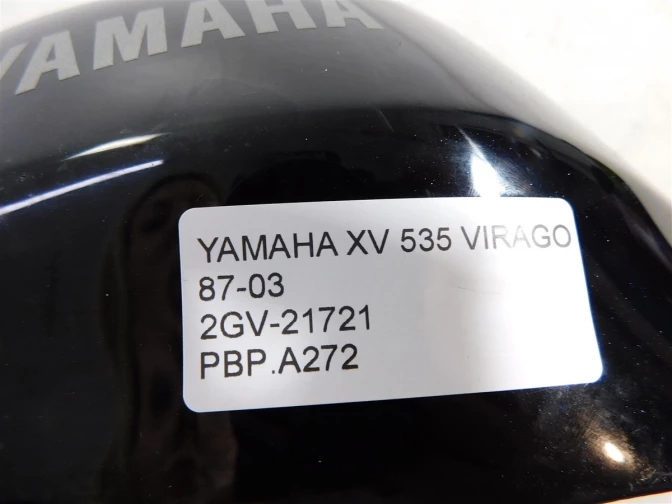 YAMAHA
YAMAHA XV 535 VIRAGO
87-03
2GV-21721
PBP.A272